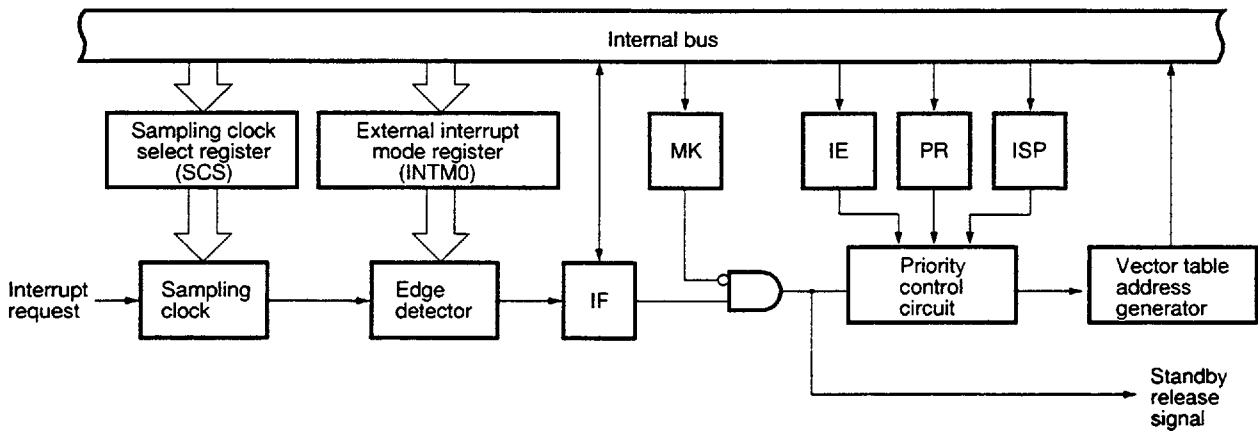 Internal bus
Sampling clock
select register
(SCS)
External interrupt
mode register
(INTM0)
MK
IE
PR
ISP
Interrupt
request
Sampling
clock
Edge
detector
IF
Priority
control
circuit
Vector table
address
generator
Standby
release
signal